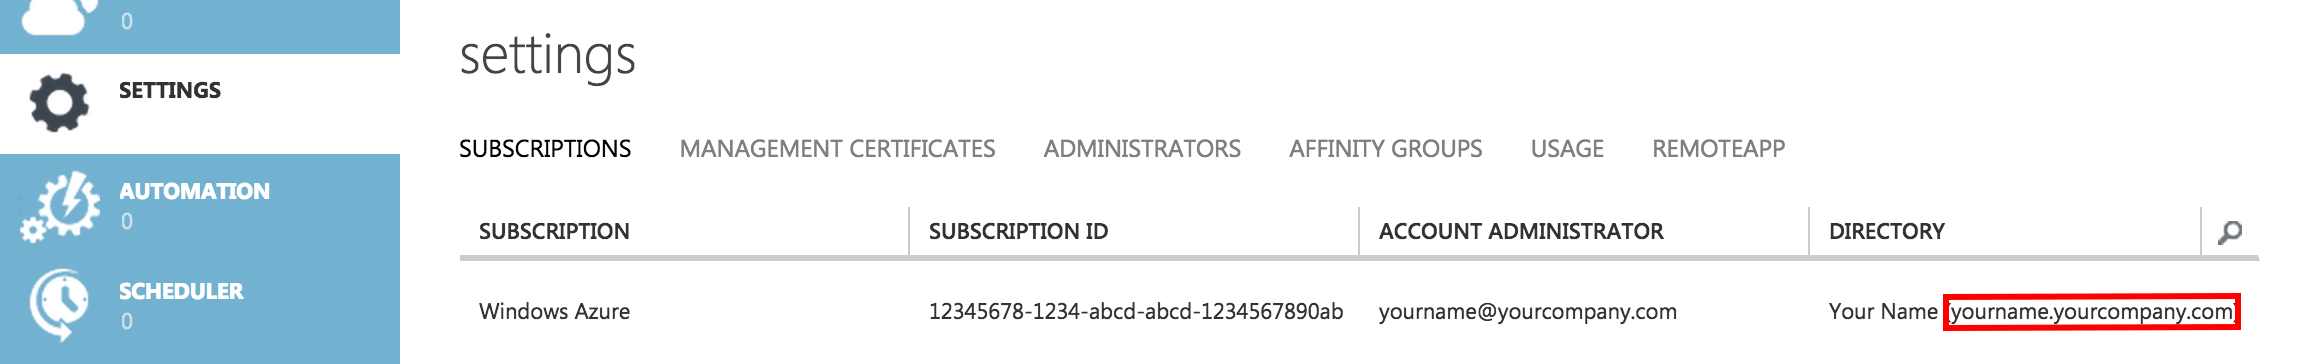 0
SETTINGS
AUTOMATION
0
SCHEDULER
0
settings
SUBSCRIPTIONS MANAGEMENT CERTIFICATES ADMINISTRATORS AFFINITY GROUPS USAGE REMOTEAPP
SUBSCRIPTION SUBSCRIPTION ID ACCOUNT ADMINISTRATOR DIRECTORY
Windows Azure 12345678-1234-abcd-abcd-1234567890ab yourname@yourcompany.com Your Name (yourname.yourcompany.com)